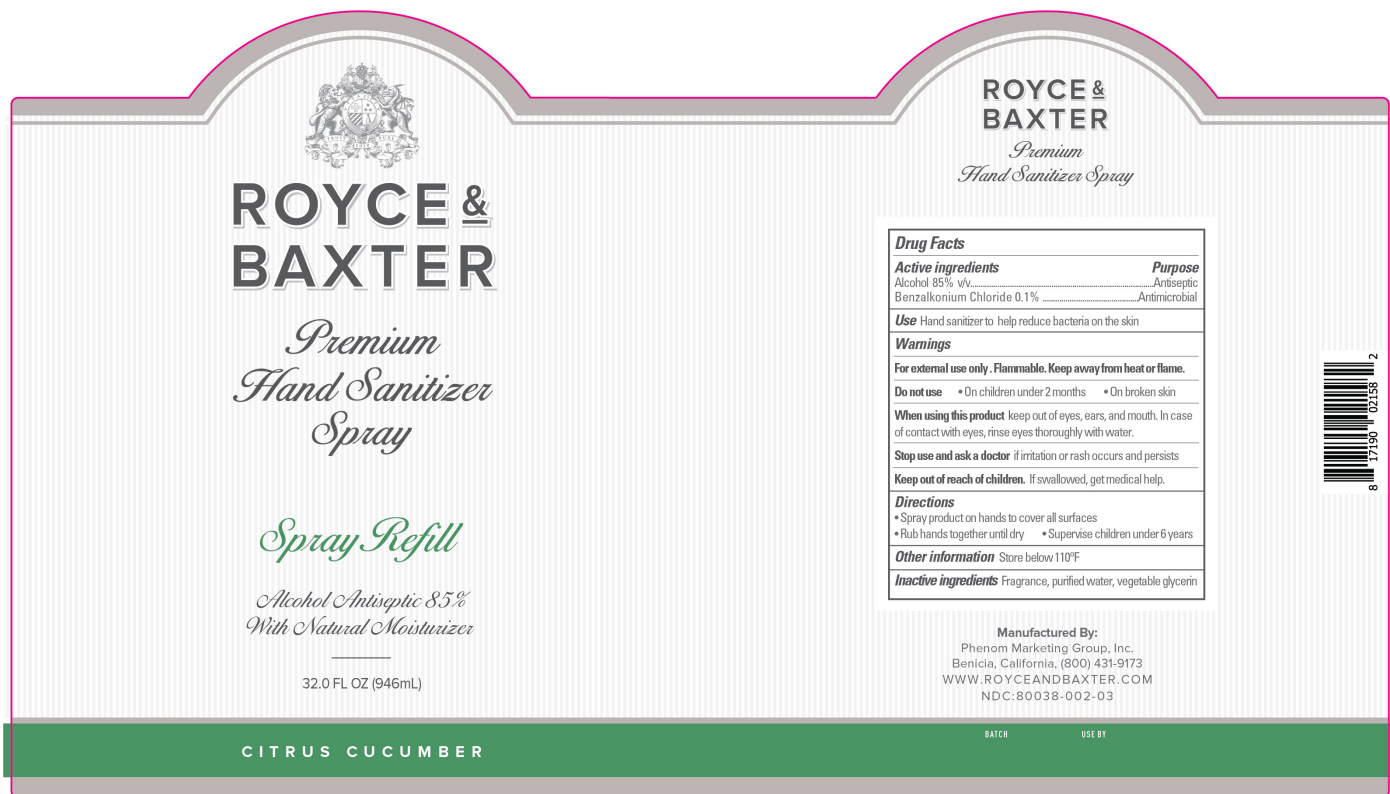 ROYCE &
BAXTER
Premium
Hand Sanitizer
Spray
Spray Refill
Alcohol Antiseptic 85%
With Natural Moisturizer
32.0 FL OZ (946mL)
CITRUS CUCUMBER
ROYCE &
BAXTER
Premium
Hand Sanitizer Spray
Drug Facts
Active ingredients Purpose
Alcohol 85% v/v......Antiseptic
Benzalkonium Chloride 0.1% ......Antimicrobial
Use Hand sanitizer to help reduce bacteria on the skin
Warnings
For external use only . Flammable. Keep away from heat or flame.
Do not use • On children under 2 months • On broken skin
When using this product keep out of eyes, ears, and mouth. In case
of contact with eyes, rinse eyes thoroughly with water.
Stop use and ask a doctor if irritation or rash occurs and persists
Keep out of reach of children. If swallowed, get medical help.
Directions
• Spray product on hands to cover all surfaces
• Rub hands together until dry • Supervise children under 6 years
Other information Store below 110ºF
Inactive ingredients Fragrance, purified water, vegetable glycerin
Manufactured By:
Phenom Marketing Group, Inc.
Benicia, California, (800) 431-9173
WWW.ROYCEANDBAXTER.COM
NDC:80038-002-03
BATCH USE BY
8 17190 02158 2